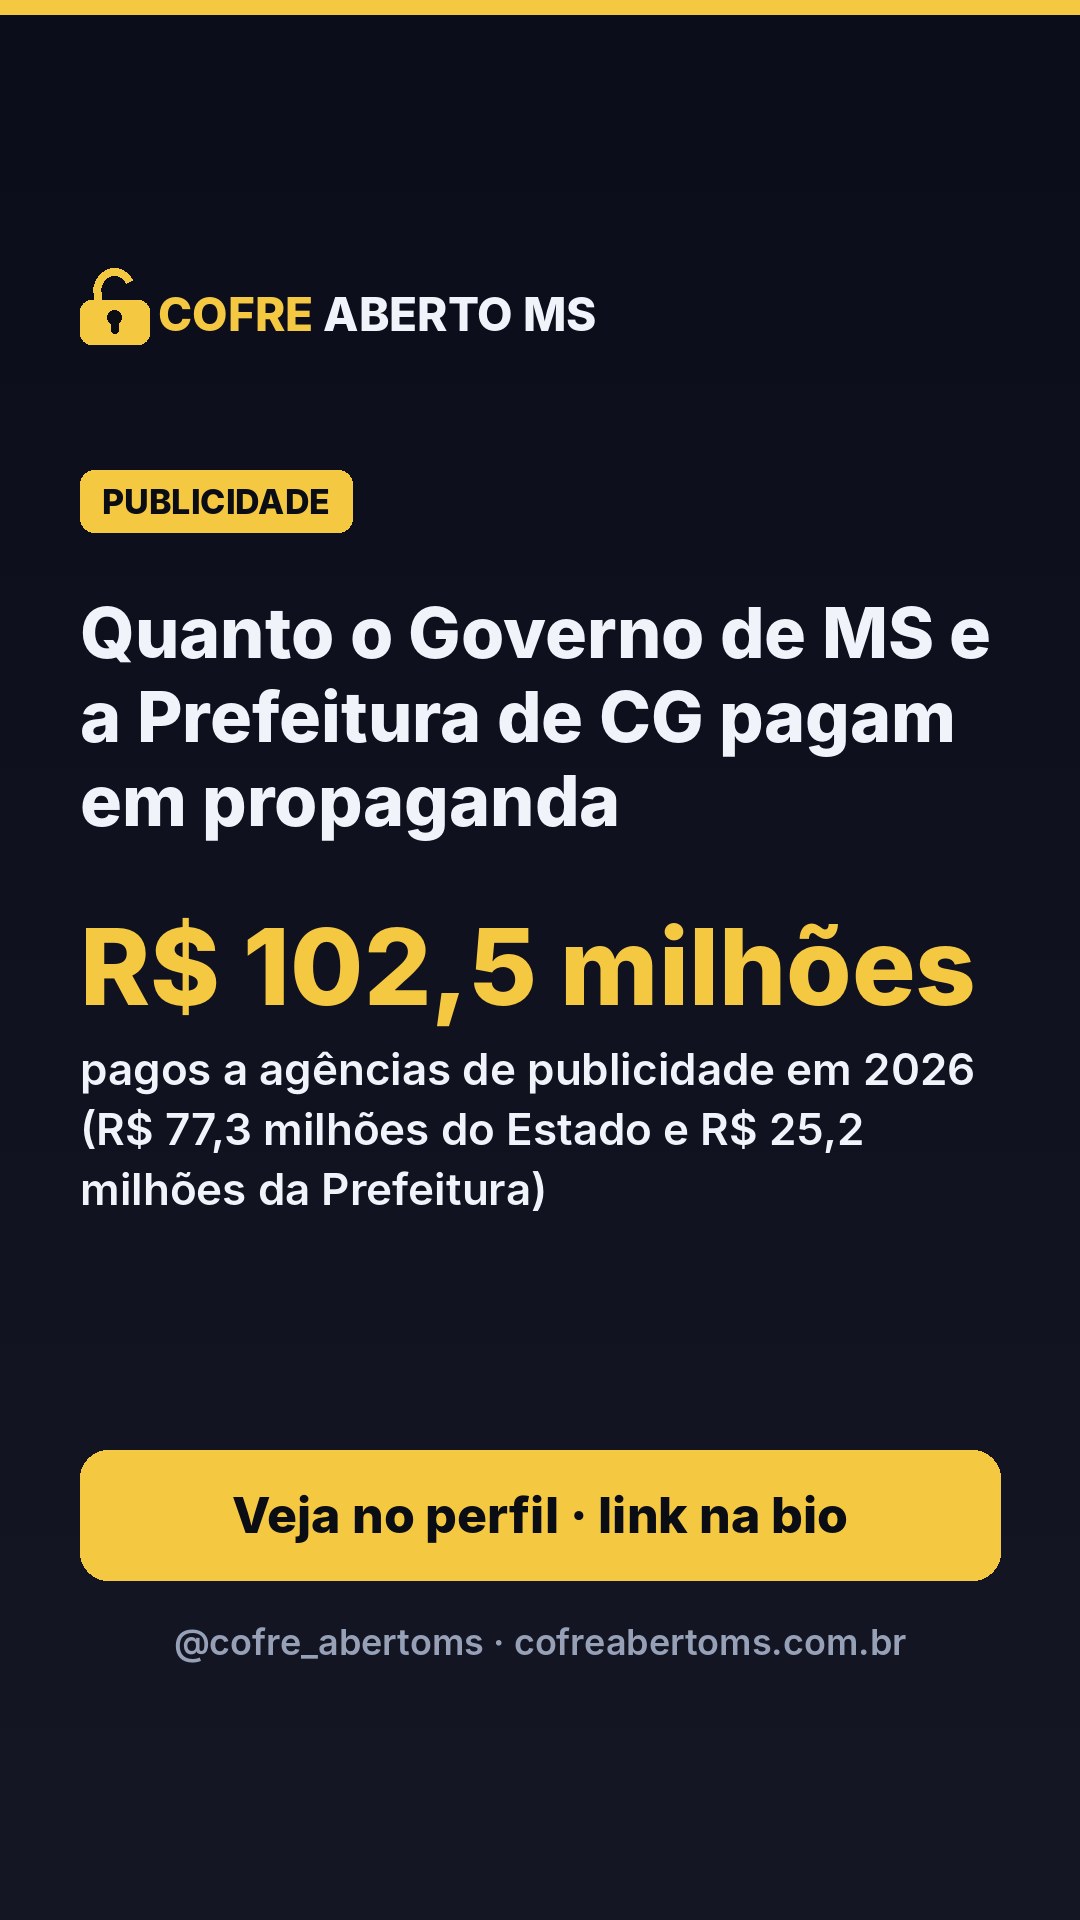 COFRE ABERTO MS
PUBLICIDADE
Quanto o Governo de MS e
a Prefeitura de CG pagam
em propaganda
R$ 102,5 milhões
pagos a agências de publicidade em 2026
(R$ 77,3 milhões do Estado e R$ 25,2
milhões da Prefeitura)
Veja no perfil · link na bio
@cofre_abertoms · cofreabertoms.com.br